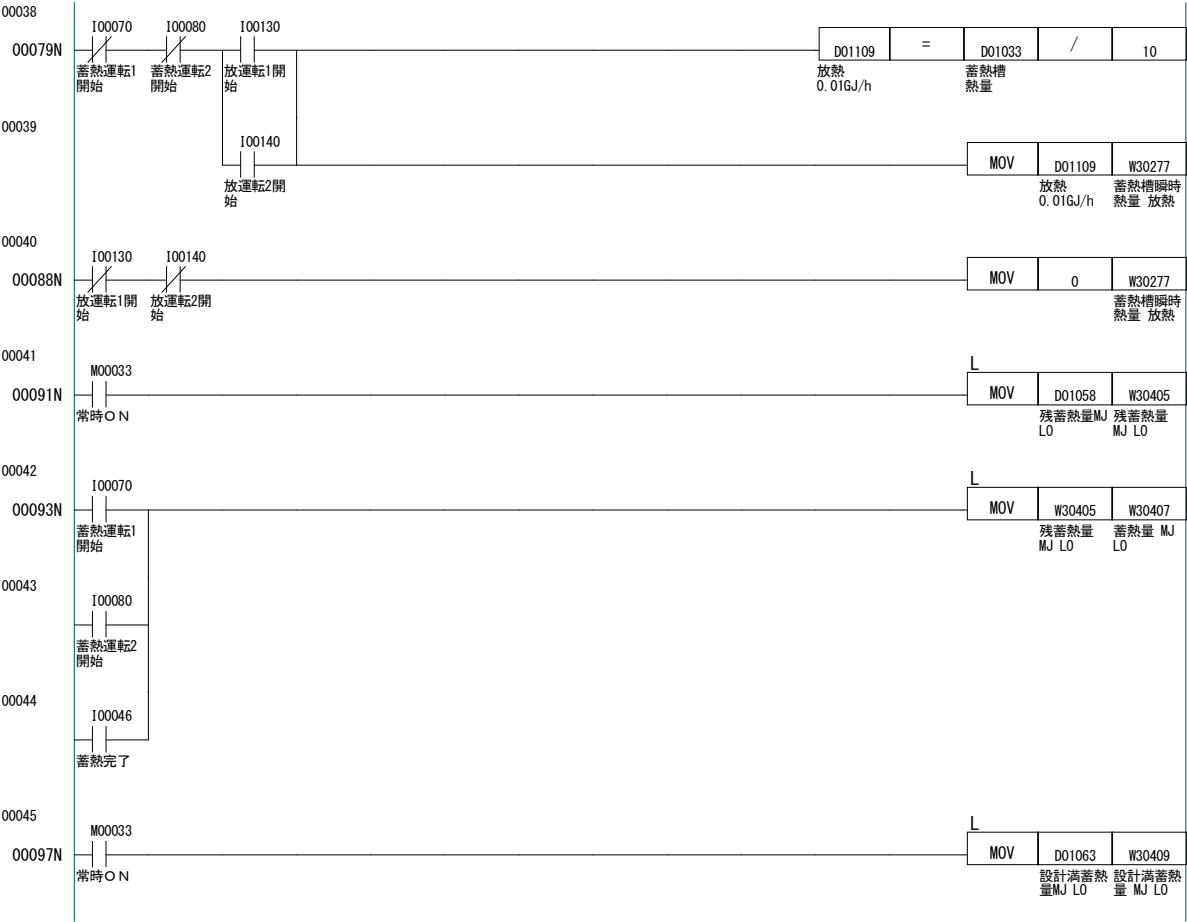 00038
I00070 I00080 I00130
00079N D01109 = D01033 / 10
蓄熱運転1 蓄熱運転2 放運転1開 放熱 蓄熱槽
開始 開始 始 0.01GJ/h 熱量
00039
I00140
MOV D01109 W30277
放運転2開 放熱 蓄熱槽瞬時
始 0.01GJ/h 熱量 放熱
00040
I00130 I00140
00088N MOV 0 W30277
放運転1開 放運転2開 蓄熱槽瞬時
始 始 熱量 放熱
00041
M00033 L
00091N MOV D01058 W30405
常時ON 残蓄熱量MJ 残蓄熱量
LO MJ LO
00042
I00070 L
00093N MOV W30405 W30407
蓄熱運転1 残蓄熱量 蓄熱量 MJ
開始 MJ LO LO
00043
I00080
蓄熱運転2
開始
00044
I00046
蓄熱完了
00045
M00033 L
00097N MOV D01063 W30409
常時ON 設計満蓄熱 設計満蓄熱
量MJ LO 量 MJ LO